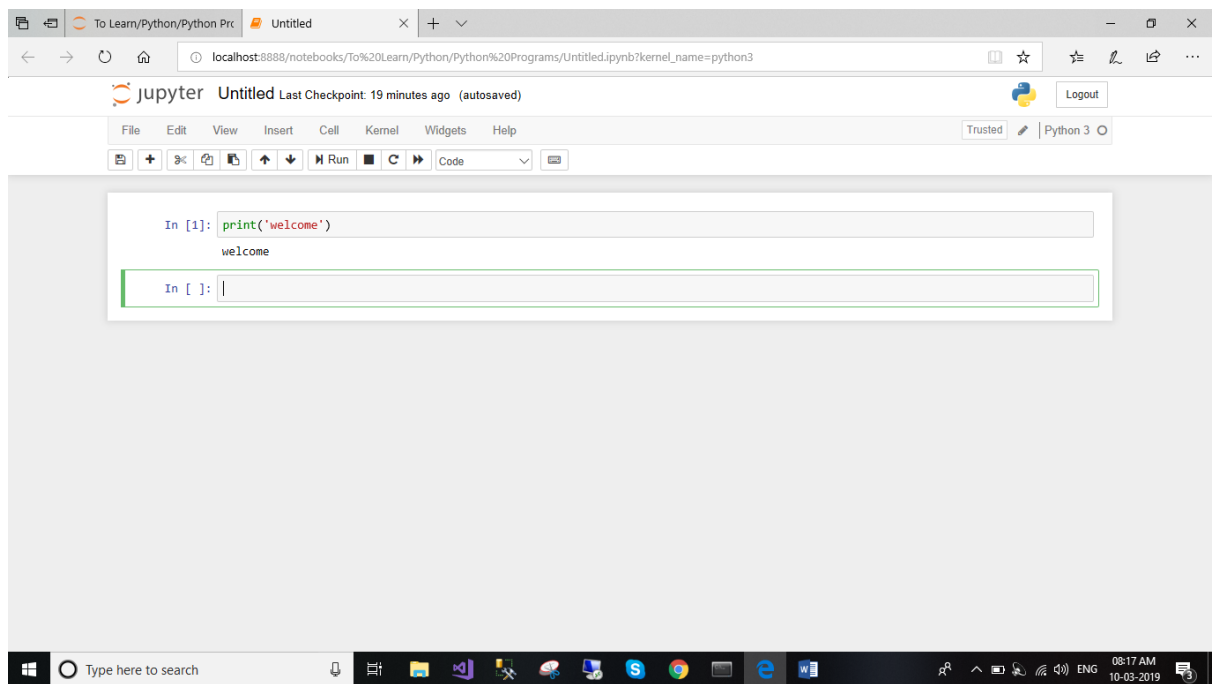 To Learn/Python/Python Prc Untitled
localhost:8888/notebooks/To%20Learn/Python/Python%20Programs/Untitled.ipynb?kernel_name=python3
jupyter Untitled Last Checkpoint: 19 minutes ago (autosaved) Logout
File Edit View Insert Cell Kernel Widgets Help Trusted Python 3
Run Code
In [1]: print('welcome')
welcome
In [ ]:
Type here to search ENG 08:17 AM
10-03-2019 3